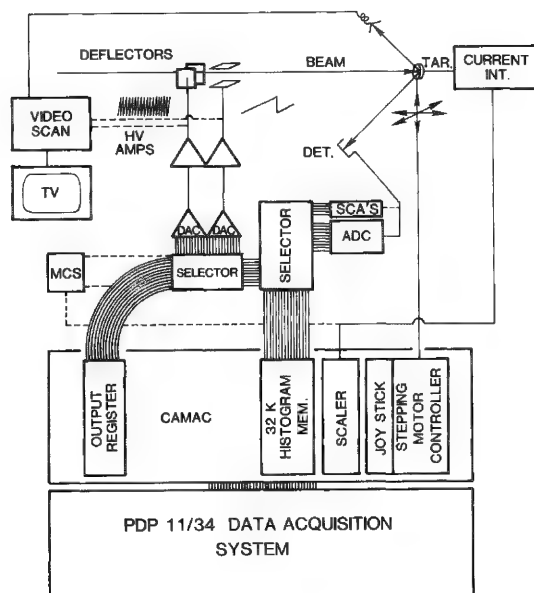 DEFLECTORS
BEAM
TAR.
CURRENT
INT.
VIDEO
SCAN
HV
AMPS
TV
DET.
DAC
DAC
SELECTOR
SELECTOR
SCA'S
ADC
MCS
OUTPUT
REGISTER
CAMAC
32 K
HISTOGRAM
MEM.
SCALER
JOY STICK
STEPPING
MOTOR
CONTROLLER
PDP 11/34 DATA ACQUISITION
SYSTEM